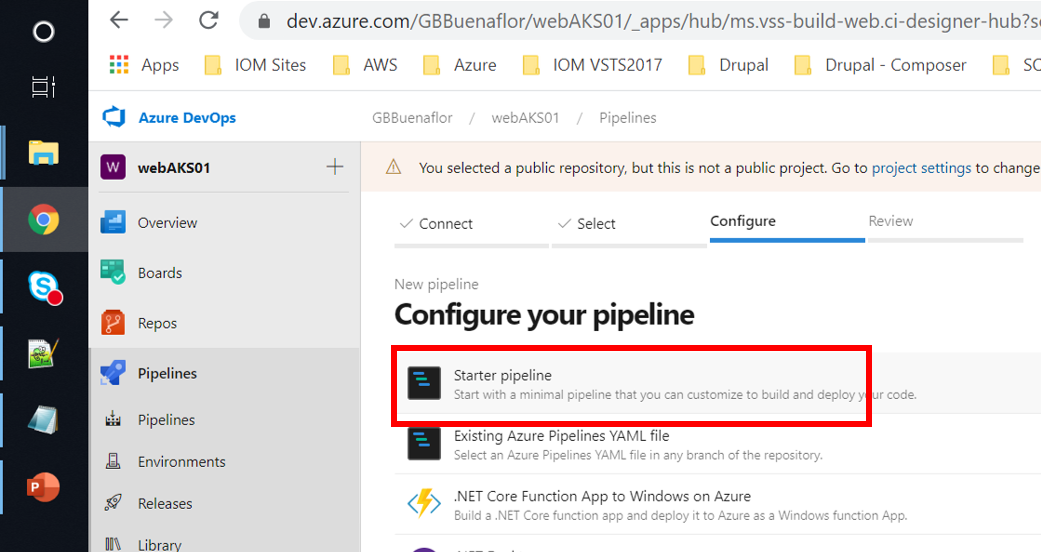 dev.azure.com/GBBuenaflor/webAKS01/_apps/hub/ms.vss-build-web.ci-designer-hub?s
Apps IOM Sites AWS Azure IOM VSTS2017 Drupal Drupal - Composer SC
Azure DevOps GBBuenaflor / webAKS01 / Pipelines
W webAKS01 +
You selected a public repository, but this is not a public project. Go to project settings to change
Overview
Boards
Repos
Pipelines
Pipelines
Environments
Releases
Library
Connect Select Configure Review
New pipeline
Configure your pipeline
Starter pipeline
Start with a minimal pipeline that you can customize to build and deploy your code.
Existing Azure Pipelines YAML file
Select an Azure Pipelines YAML file in any branch of the repository.
.NET Core Function App to Windows on Azure
Build a .NET Core function app and deploy it to Azure as a Windows function App.